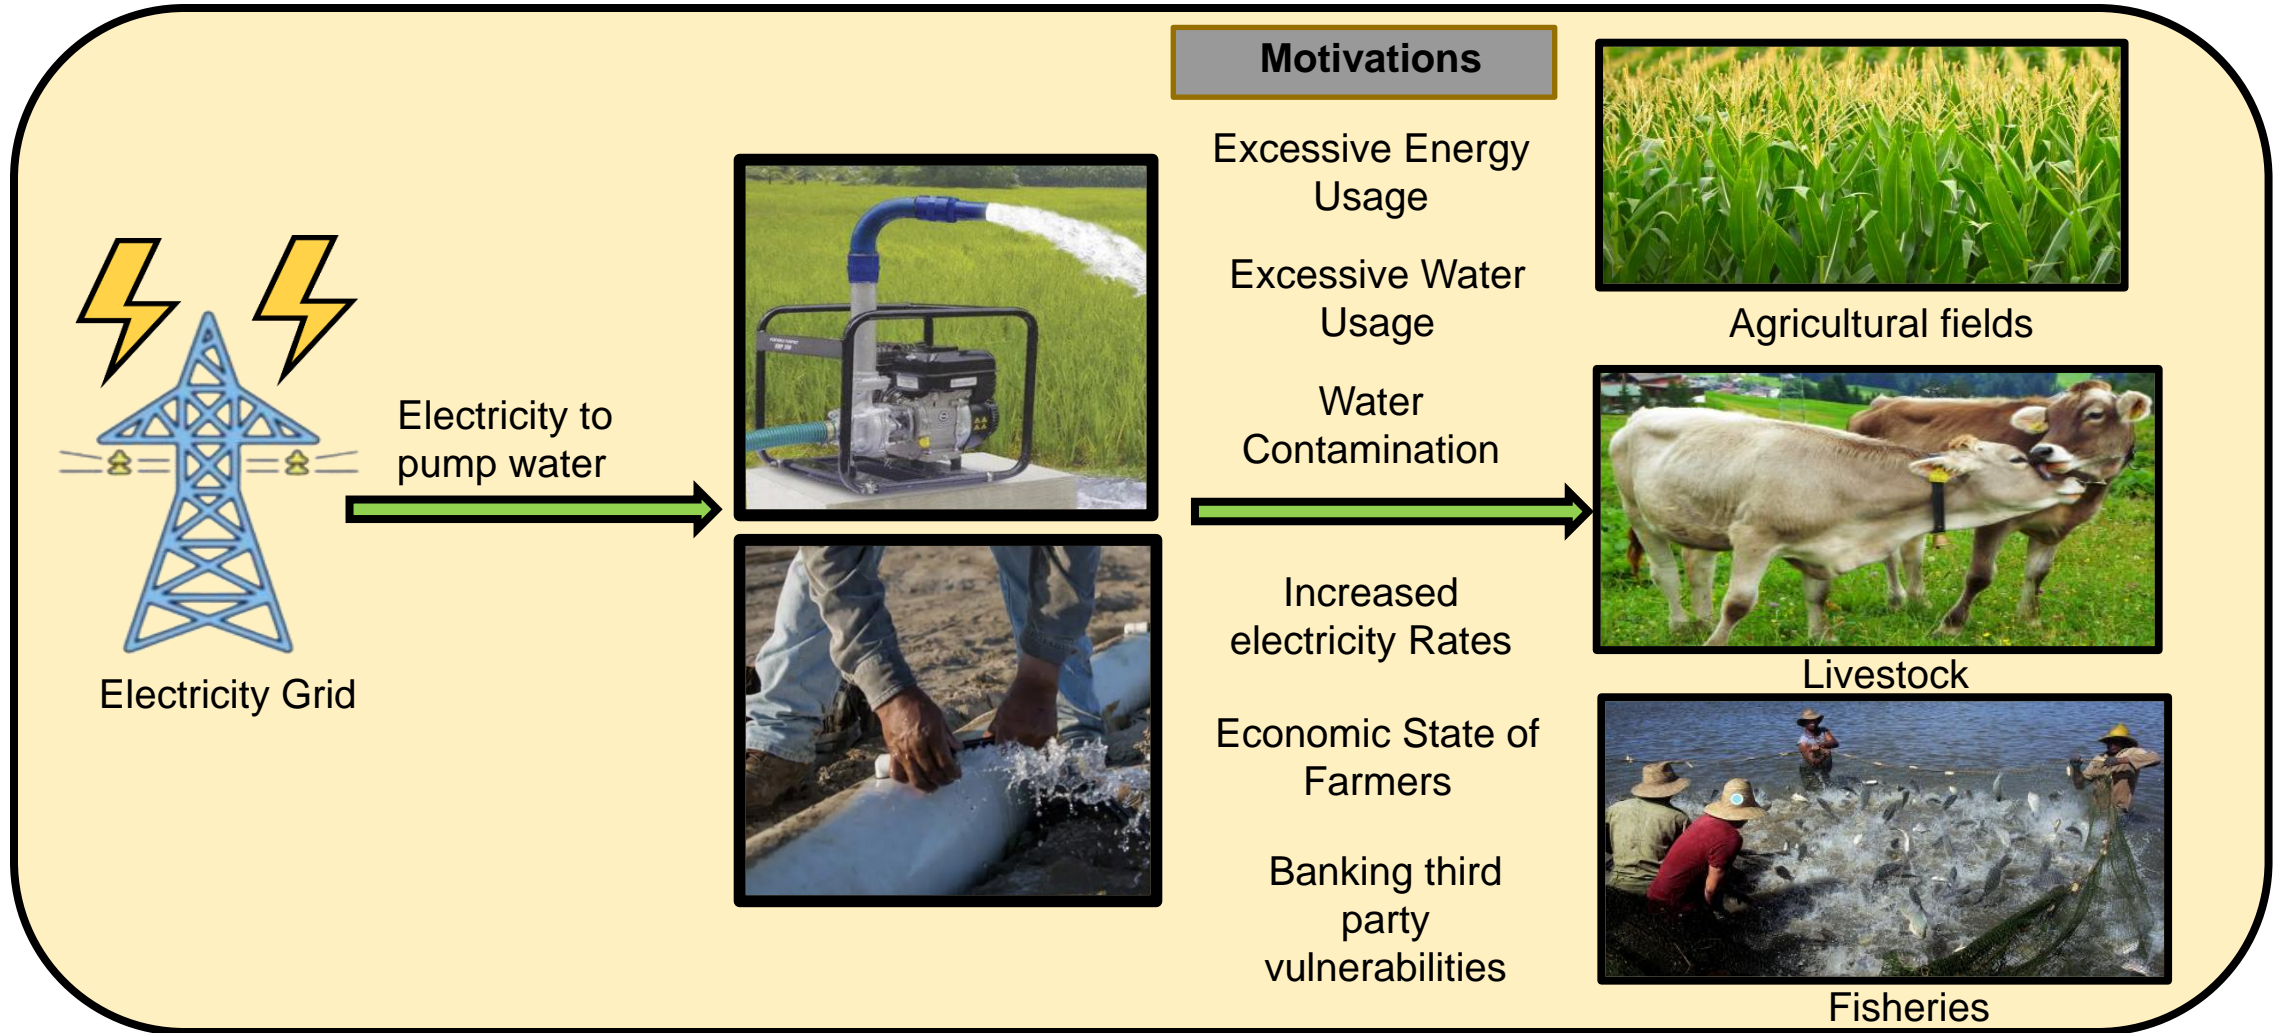 Motivations
Excessive Energy
Usage
Excessive Water
Usage
Water
Contamination
Increased
electricity Rates
Economic State of
Farmers
Banking third
party
vulnerabilities
Electricity to
pump water
Electricity Grid
Agricultural fields
Livestock
Fisheries